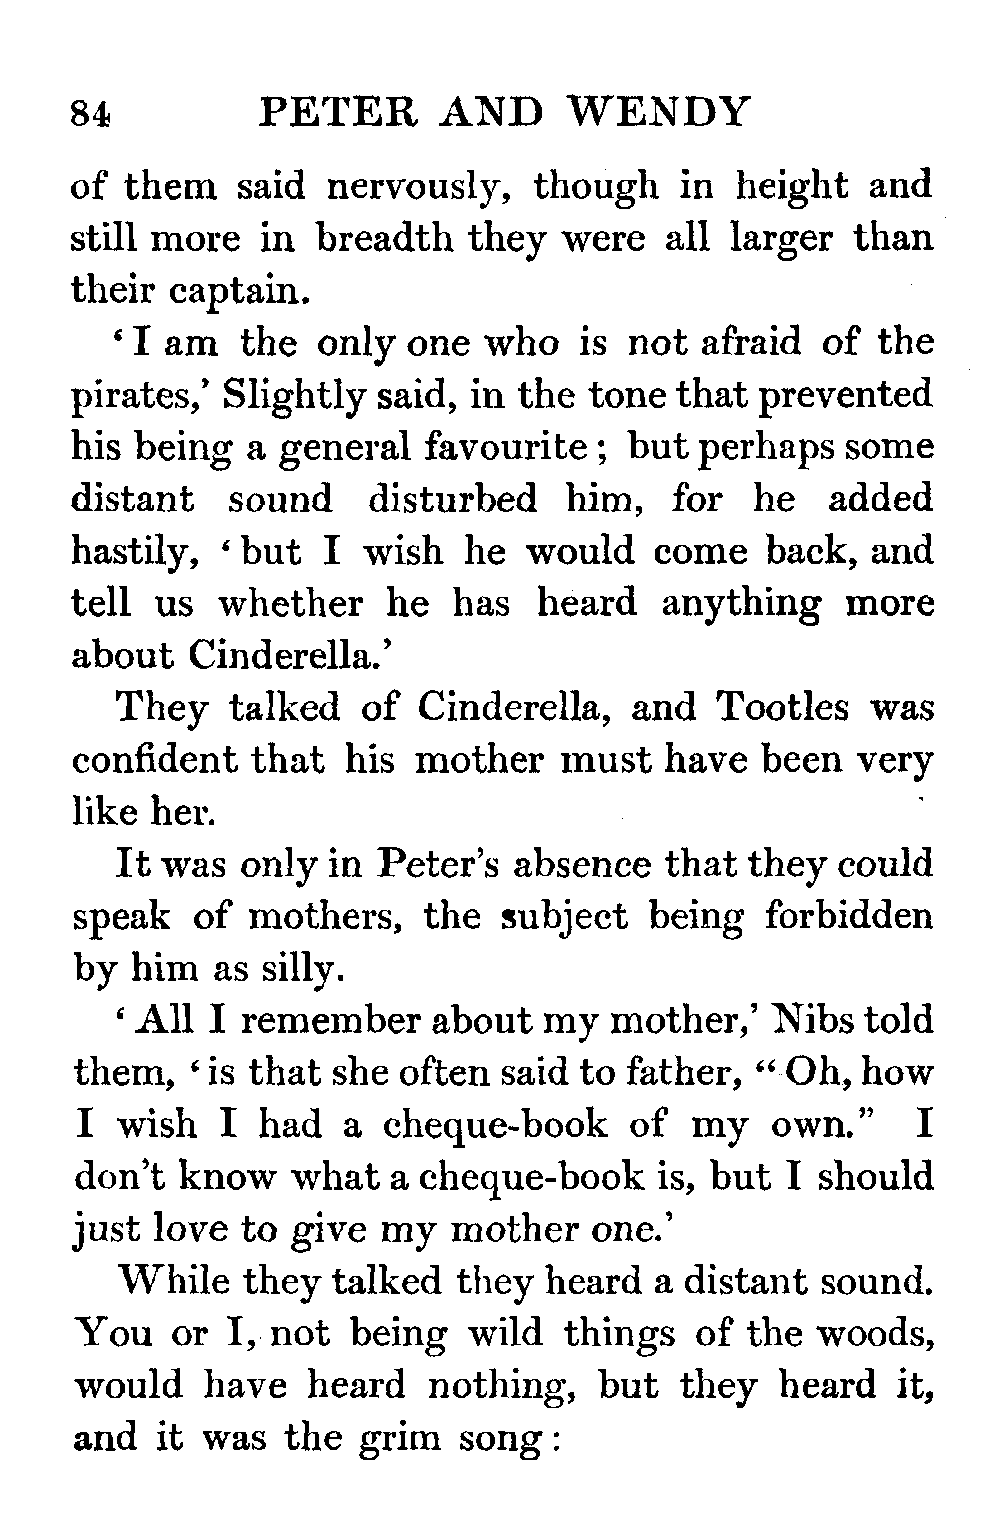 84 PETER AND WENDY
of them said nervously, though in height and
still more in breadth they were all larger than
their captain.
‘I am the only one who is not afraid of the
pirates,’ Slightly said, in the tone that prevented
his being a general favourite; but perhaps some
distant sound disturbed him, for he added
hastily, ‘but I wish he would come back, and
tell us whether he has heard anything more
about Cinderella.’
They talked of Cinderella, and Tootles was
confident that his mother must have been very
like her.
It was only in Peter’s absence that they could
speak of mothers, the subject being forbidden
by him as silly.
‘All I remember about my mother,’ Nibs told
them, ‘is that she often said to father, “Oh, how
I wish I had a cheque-book of my own.” I
don’t know what a cheque-book is, but I should
just love to give my mother one.’
While they talked they heard a distant sound.
You or I, not being wild things of the woods,
would have heard nothing, but they heard it,
and it was the grim song: